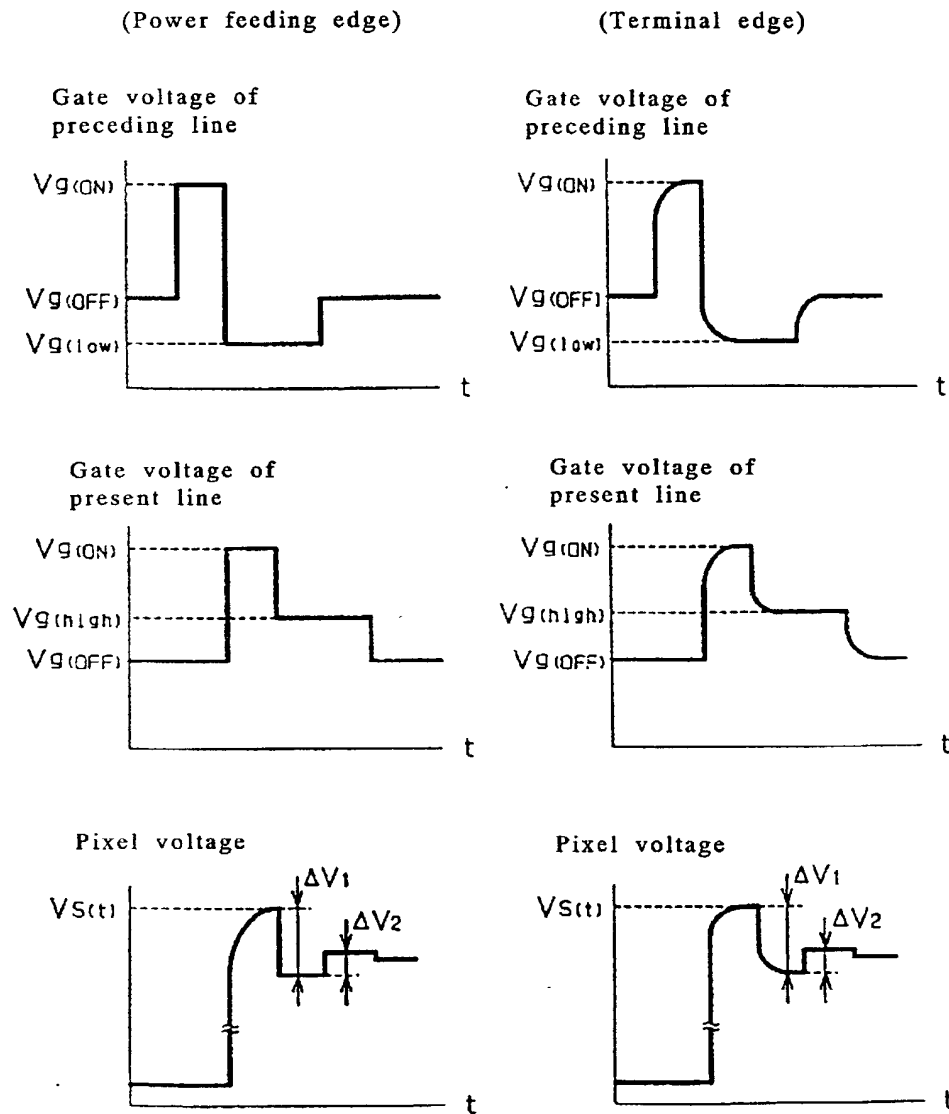 (Power feeding edge)
(Terminal edge)
Gate voltage of
preceding line
Vg(ON)
Vg(OFF)
Vg(low)
t
Gate voltage of
preceding line
Vg(ON)
Vg(OFF)
Vg(low)
t
Gate voltage of
present line
Vg(ON)
Vg(high)
Vg(OFF)
t
Gate voltage of
present line
Vg(ON)
Vg(high)
Vg(OFF)
t
Pixel voltage
VS(t)
ΔV1
ΔV2
t
Pixel voltage
VS(t)
ΔV1
ΔV2
t